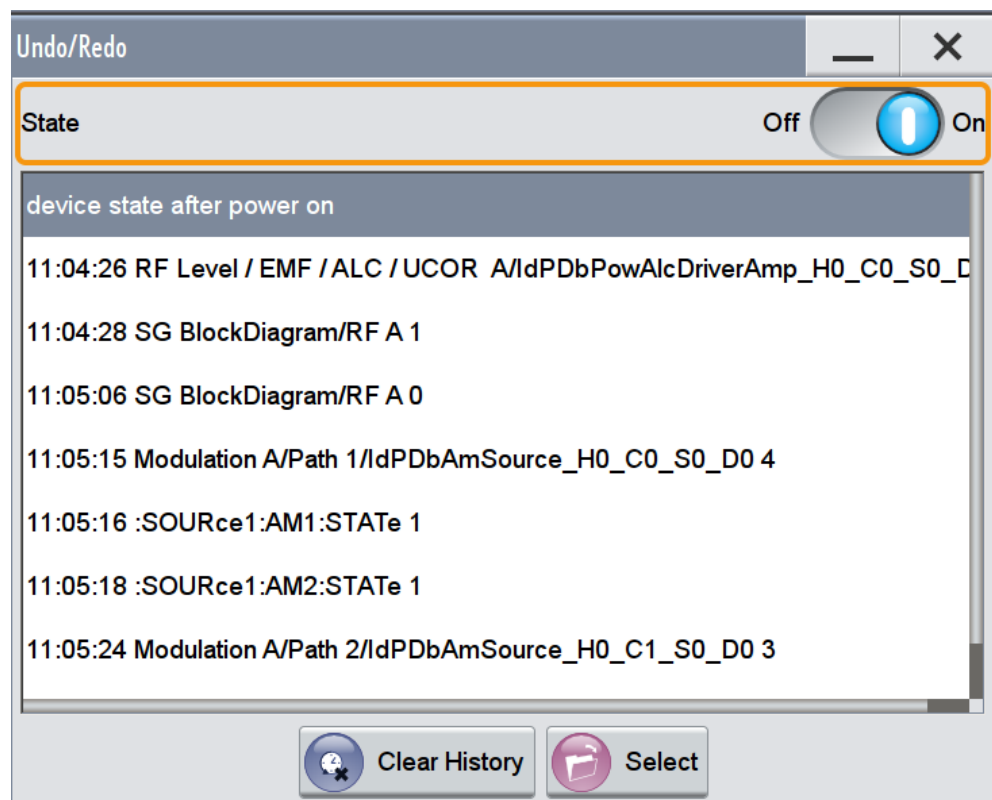 Undo/Redo
State Off On
device state after power on
11:04:26 RF Level / EMF / ALC / UCOR A/IdPDbPowAlcDriverAmp_H0_C0_S0_D
11:04:28 SG BlockDiagram/RF A 1
11:05:06 SG BlockDiagram/RF A 0
11:05:15 Modulation A/Path 1/IdPDbAmSource_H0_C0_S0_D0 4
11:05:16 :SOURce1:AM1:STATe 1
11:05:18 :SOURce1:AM2:STATe 1
11:05:24 Modulation A/Path 2/IdPDbAmSource_H0_C1_S0_D0 3
Clear History Select